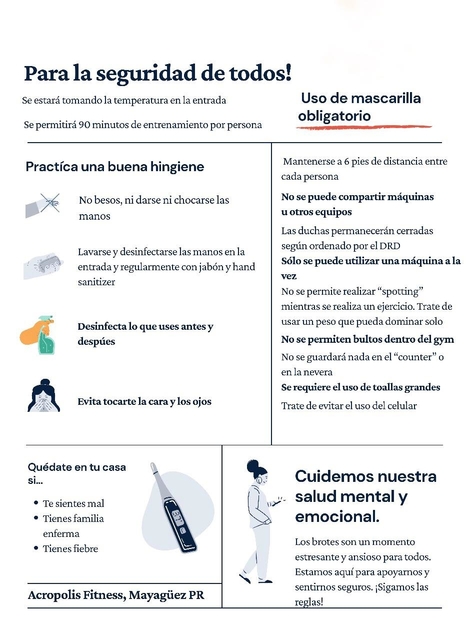 Para la seguridad de todos!
Se estará tomando la temperatura en la entrada
Se permitirá 90 minutos de entrenamiento por persona
Uso de mascarilla
obligatorio
Practíca una buena hingiene
No besos, ni darse ni chocarse las
manos
Lavarse y desinfectarse las manos en la
entrada y regularmente con jabón y hand
sanitizer
Desinfecta lo que uses antes y
despúes
Evita tocarte la cara y los ojos
Mantenerse a 6 pies de distancia entre
cada persona
No se puede compartir máquinas
u otros equipos
Las duchas permanecerán cerradas
según ordenado por el DRD
Sólo se puede utilizar una máquina a la
vez
No se permite realizar “spotting”
mientras se realiza un ejercicio. Trate de
usar un peso que pueda dominar solo
No se permiten bultos dentro del gym
No se guardará nada en el “counter” o
en la nevera
Se requiere el uso de toallas grandes
Trate de evitar el uso del celular
Quédate en tu casa
si...
Te sientes mal
Tienes familia
enferma
Tienes fiebre
Acropolis Fitness, Mayagüez PR
Cuidemos nuestra
salud mental y
emocional.
Los brotes son un momento
estresante y ansioso para todos.
Estamos aquí para apoyarnos y
sentirnos seguros. ¡Sigamos las
reglas!